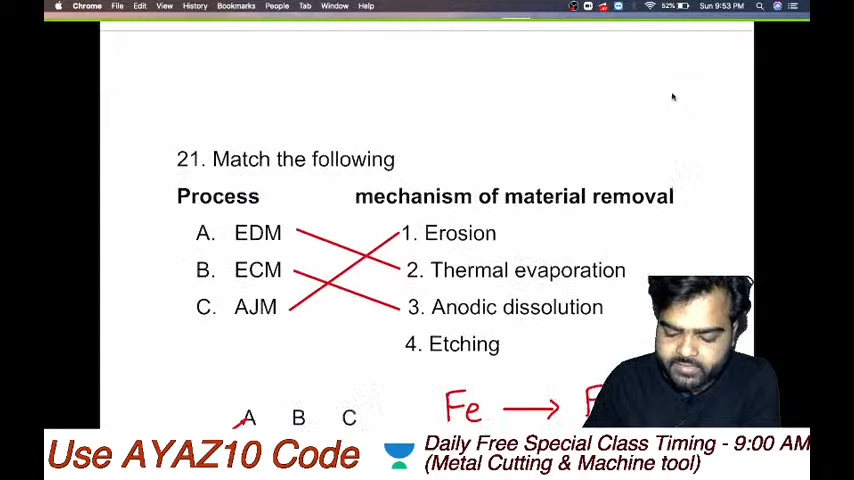 Chrome File Edit View History Bookmarks People Tab Window Help 52% Sun 9:53 PM
21. Match the following
Process mechanism of material removal
A. EDM 1. Erosion
B. ECM 2. Thermal evaporation
C. AJM 3. Anodic dissolution
4. Etching
A B C Fe
Use AYAZ10 Code
Daily Free Special Class Timing - 9:00 AM
(Metal Cutting & Machine tool)